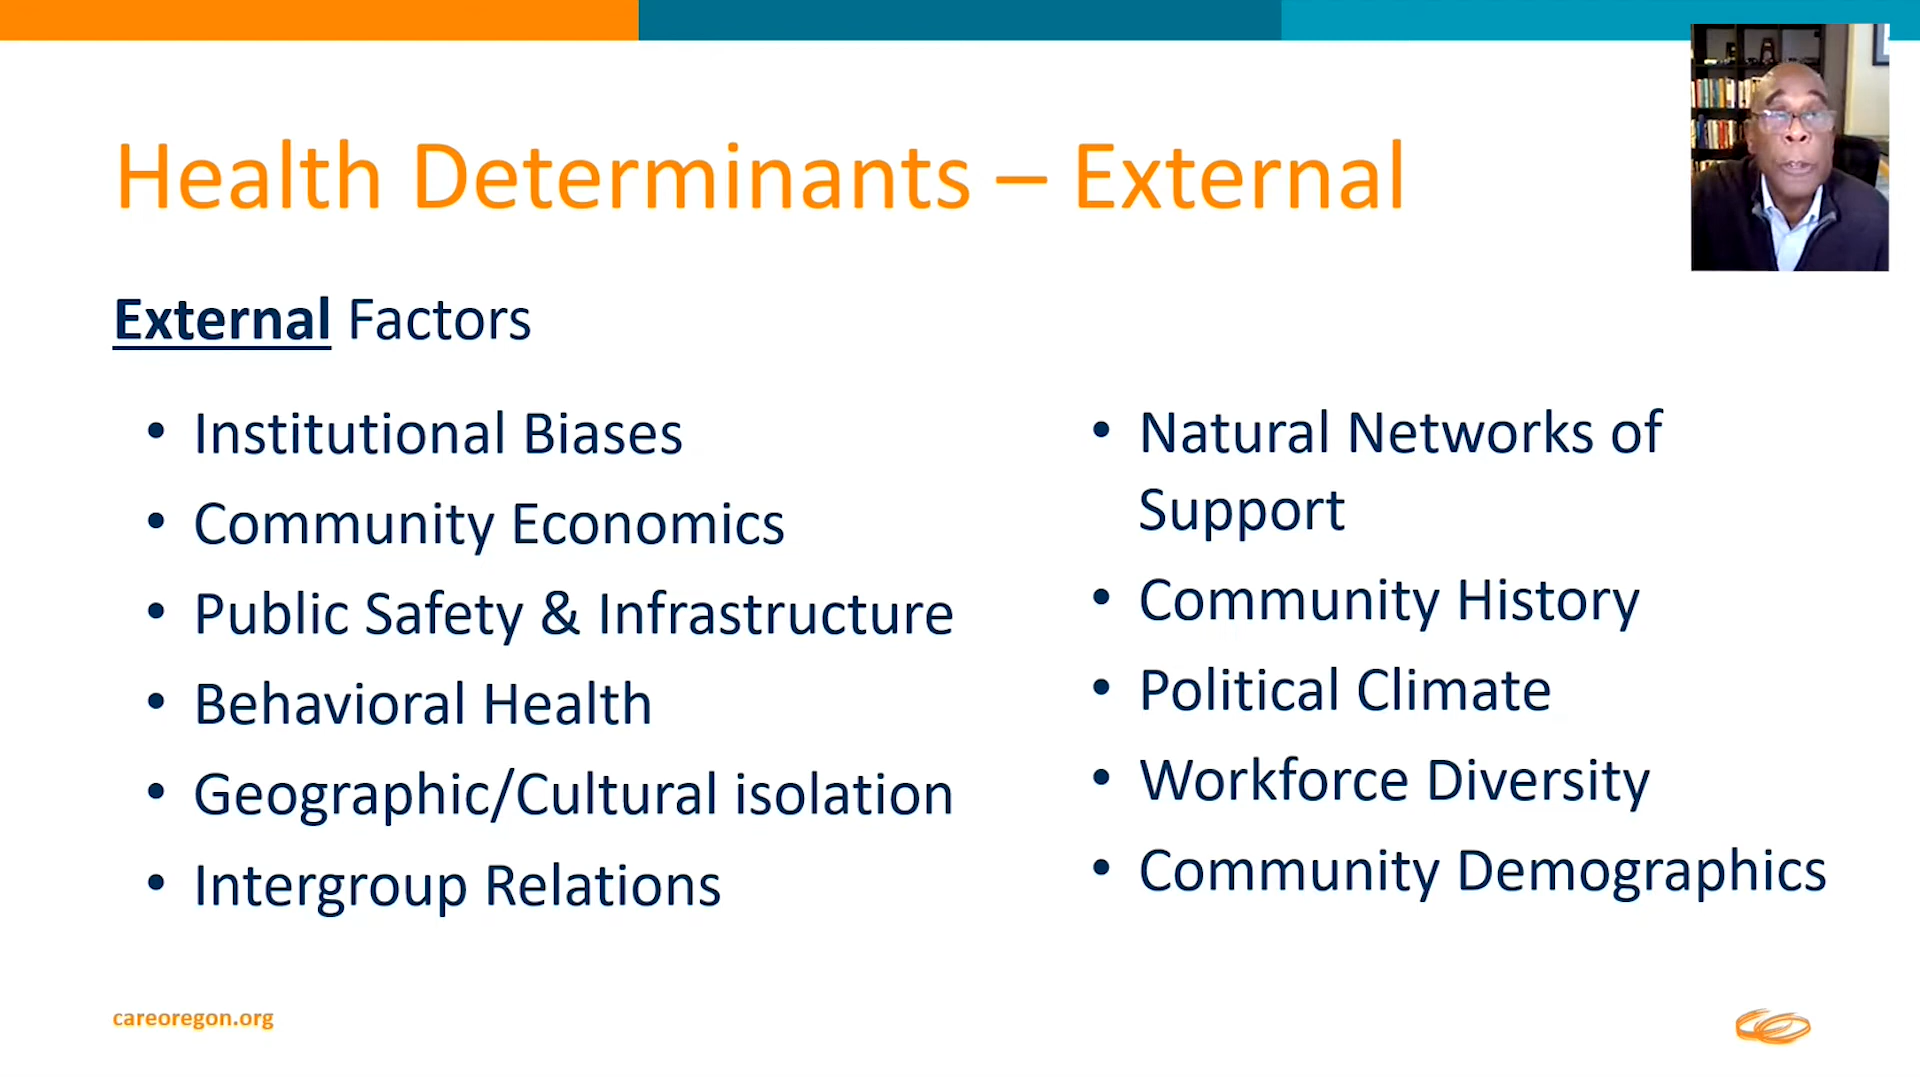 Health Determinants – External
External Factors
• Institutional Biases
• Community Economics
• Public Safety & Infrastructure
• Behavioral Health
• Geographic/Cultural isolation
• Intergroup Relations
• Natural Networks of
Support
• Community History
• Political Climate
• Workforce Diversity
• Community Demographics
careoregon.org